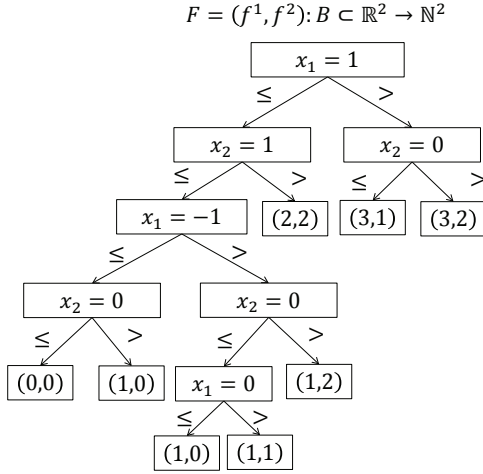 F = (f¹, f²): B ⊂ ℝ² → ℕ²
x₁ = 1
≤ >
x₂ = 1 x₂ = 0
≤ > ≤ >
x₁ = −1 (2,2) (3,1) (3,2)
≤ >
x₂ = 0 x₂ = 0
≤ > ≤ >
(0,0) (1,0) x₁ = 0 (1,2)
≤ >
(1,0) (1,1)